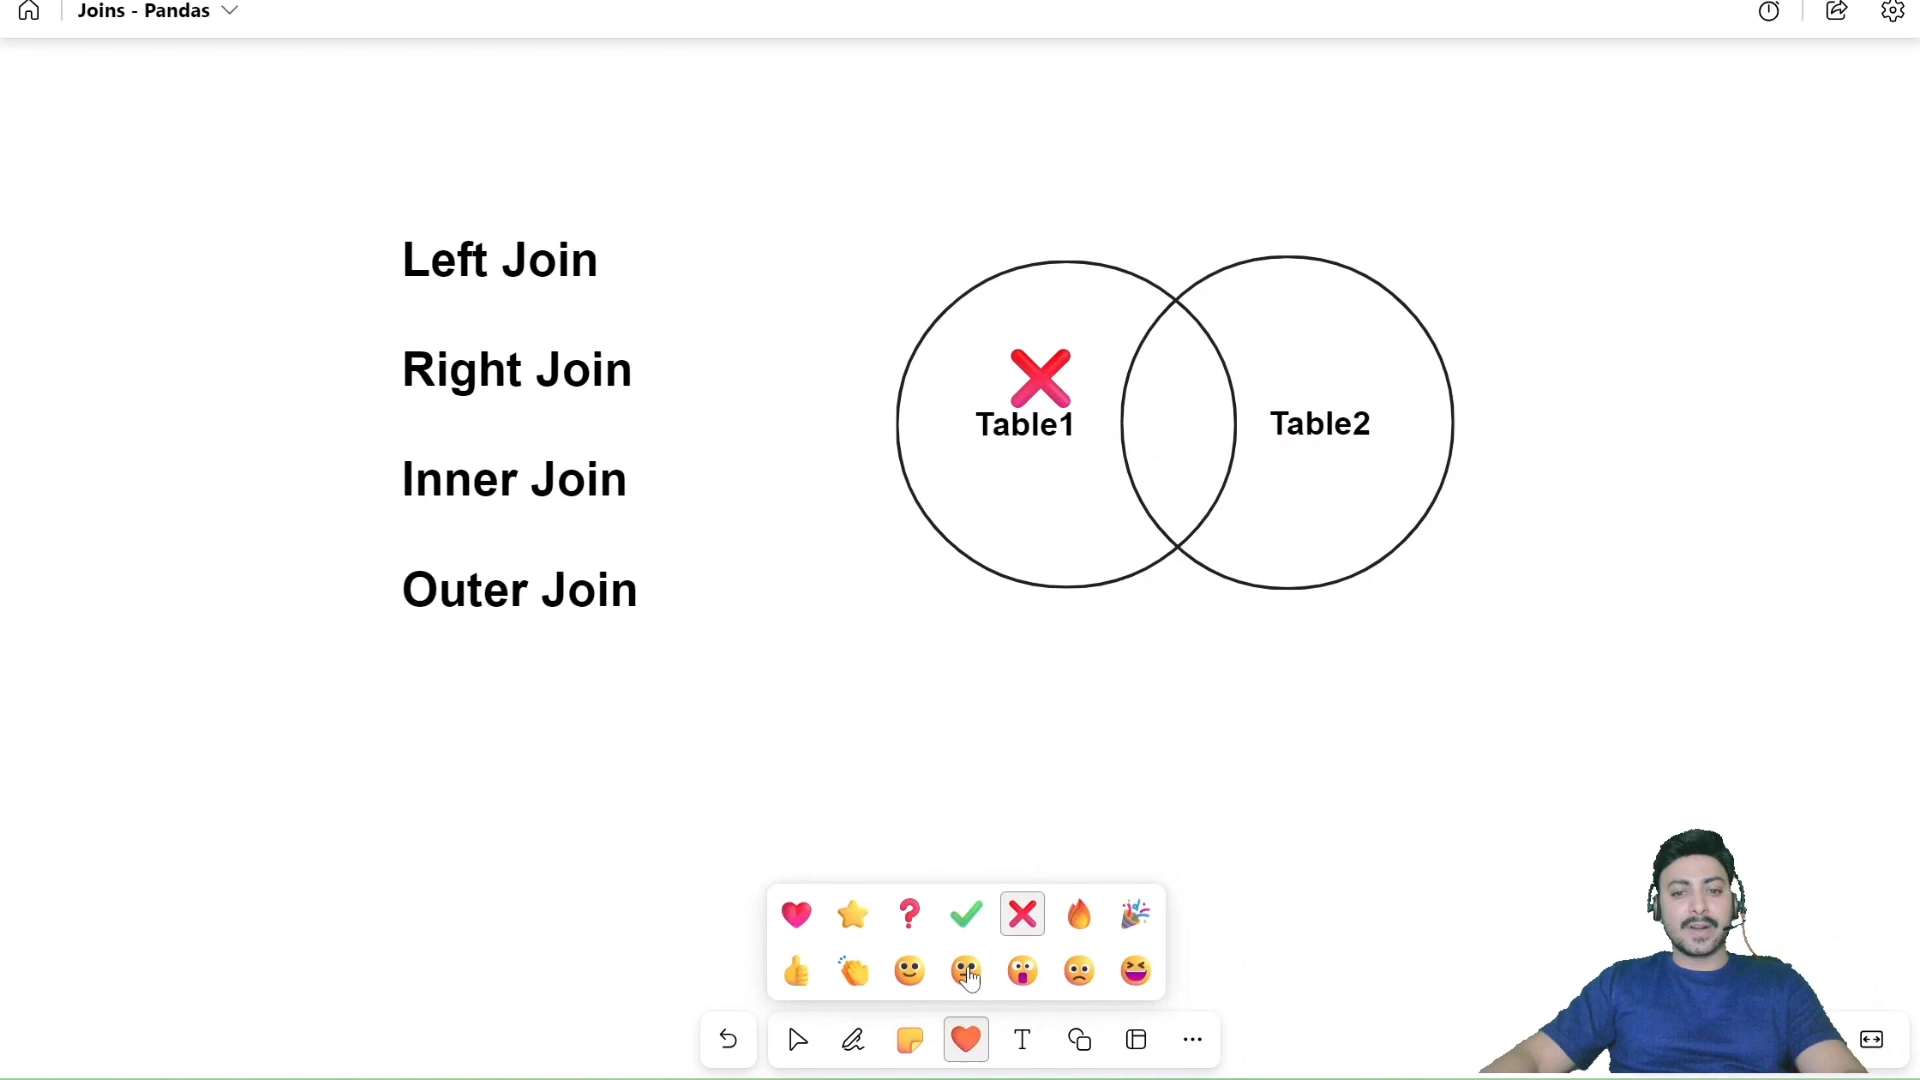 Joins - Pandas
Left Join
Right Join
Inner Join
Outer Join
Table1
Table2